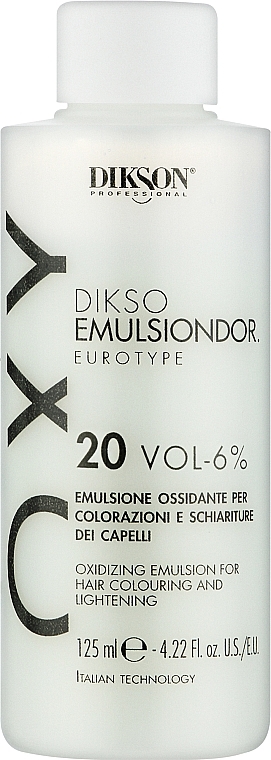 DIKSON®
PROFESSIONAL
OXY
DIKSO
EMULSIONDOR.
EUROTYPE
20 VOL-6%
EMULSIONE OSSIDANTE PER
COLORAZIONI E SCHIARITURE
DEI CAPELLI
OXIDIZING EMULSION FOR
HAIR COLOURING AND
LIGHTENING
125 ml ℮ - 4.22 Fl. oz. U.S./E.U.
ITALIAN TECHNOLOGY